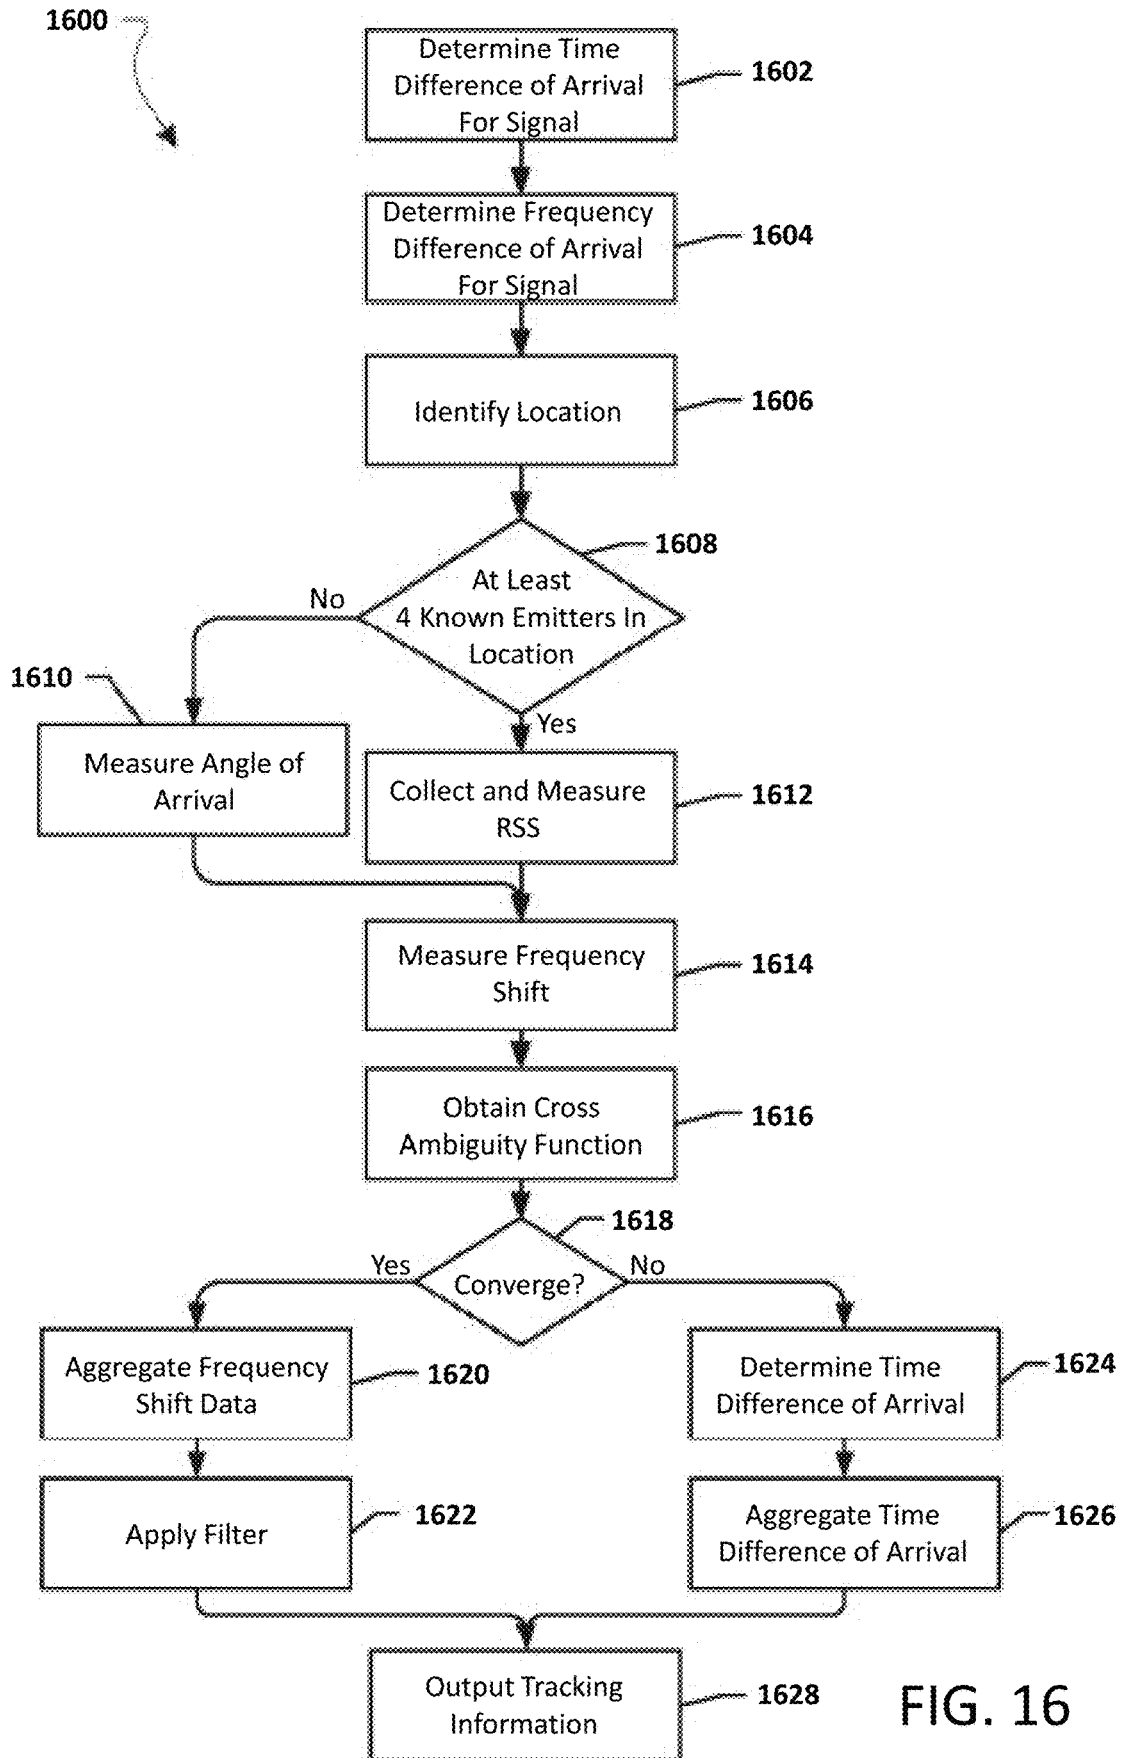 1600
Determine Time
Difference of Arrival
For Signal
1602
Determine Frequency
Difference of Arrival
For Signal
1604
Identify Location
1606
1608
At Least
4 Known Emitters In
Location
No
Yes
1610
Measure Angle of
Arrival
Collect and Measure
RSS
1612
Measure Frequency
Shift
1614
Obtain Cross
Ambiguity Function
1616
1618
Converge?
Yes
No
Aggregate Frequency
Shift Data
1620
Determine Time
Difference of Arrival
1624
Apply Filter
1622
Aggregate Time
Difference of Arrival
1626
Output Tracking
Information
1628
FIG. 16